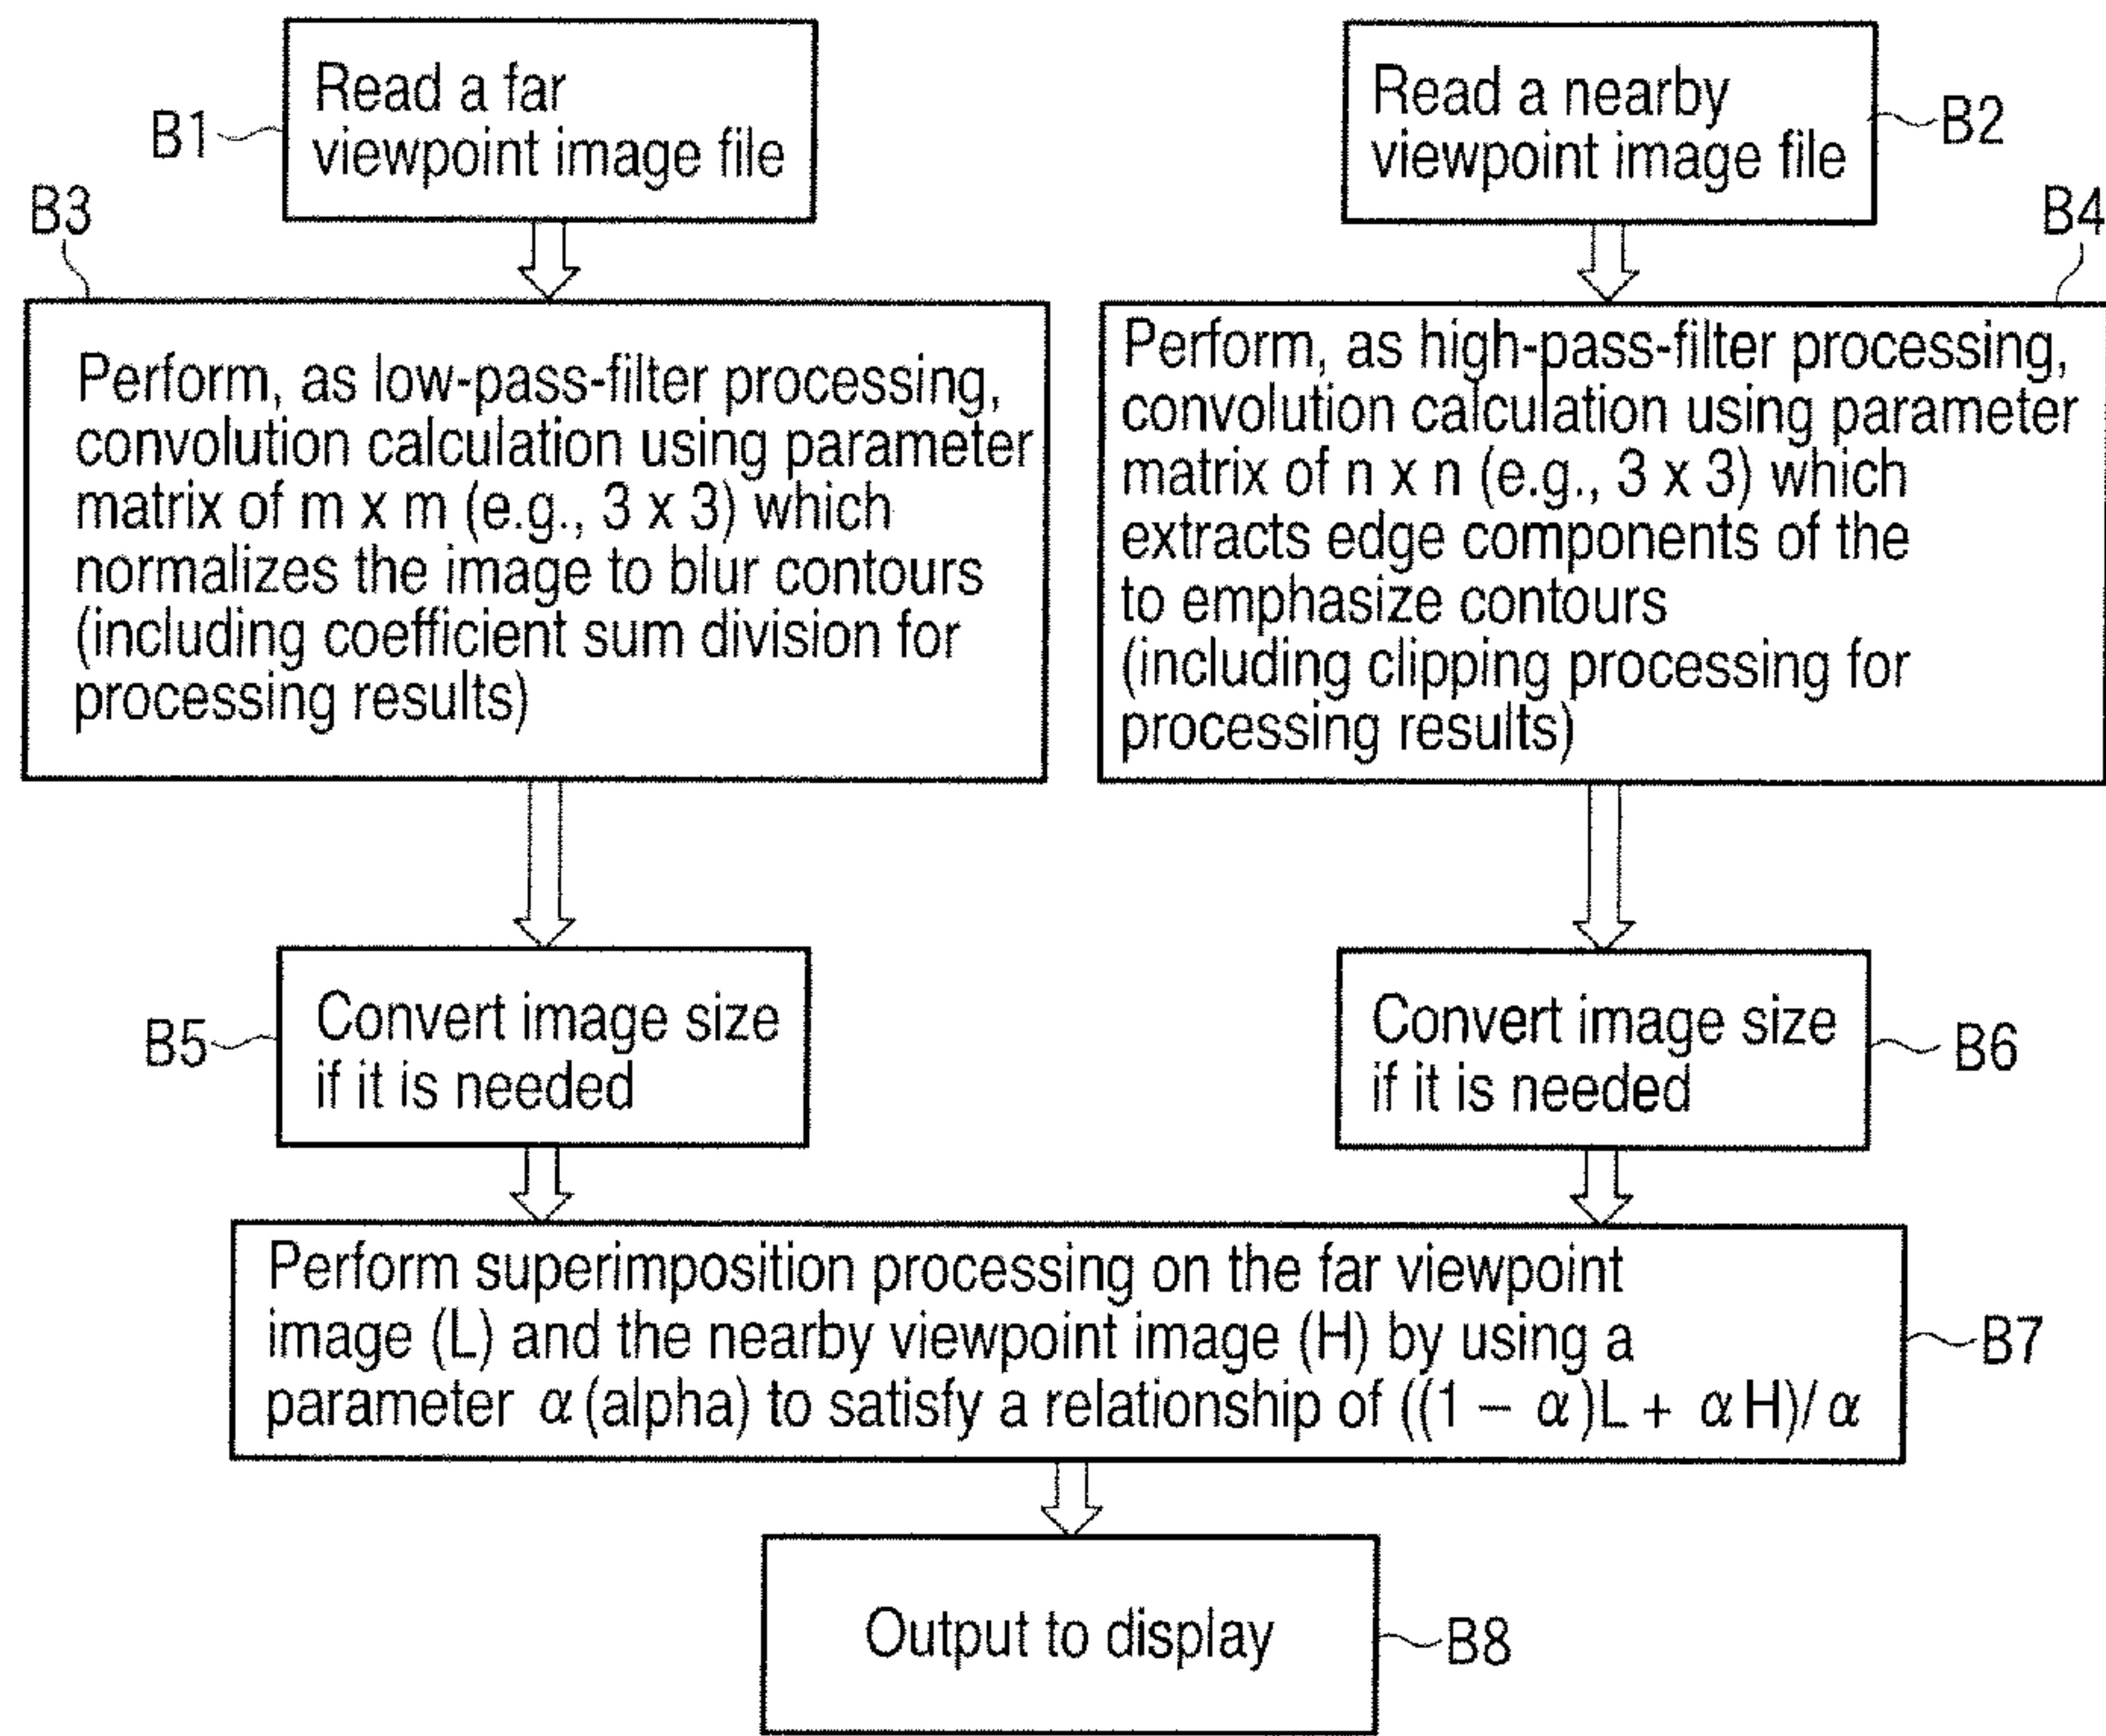 B1
Read a far
viewpoint image file
Read a nearby
viewpoint image file
B2
B3
Perform, as low-pass-filter processing,
convolution calculation using parameter
matrix of m x m (e.g., 3 x 3) which
normalizes the image to blur contours
(including coefficient sum division for
processing results)
B4
Perform, as high-pass-filter processing,
convolution calculation using parameter
matrix of n x n (e.g., 3 x 3) which
extracts edge components of the
to emphasize contours
(including clipping processing for
processing results)
B5
Convert image size
if it is needed
Convert image size
if it is needed
B6
Perform superimposition processing on the far viewpoint
image (L) and the nearby viewpoint image (H) by using a
parameter α (alpha) to satisfy a relationship of ((1 – α)L + αH)/α
B7
Output to display
B8